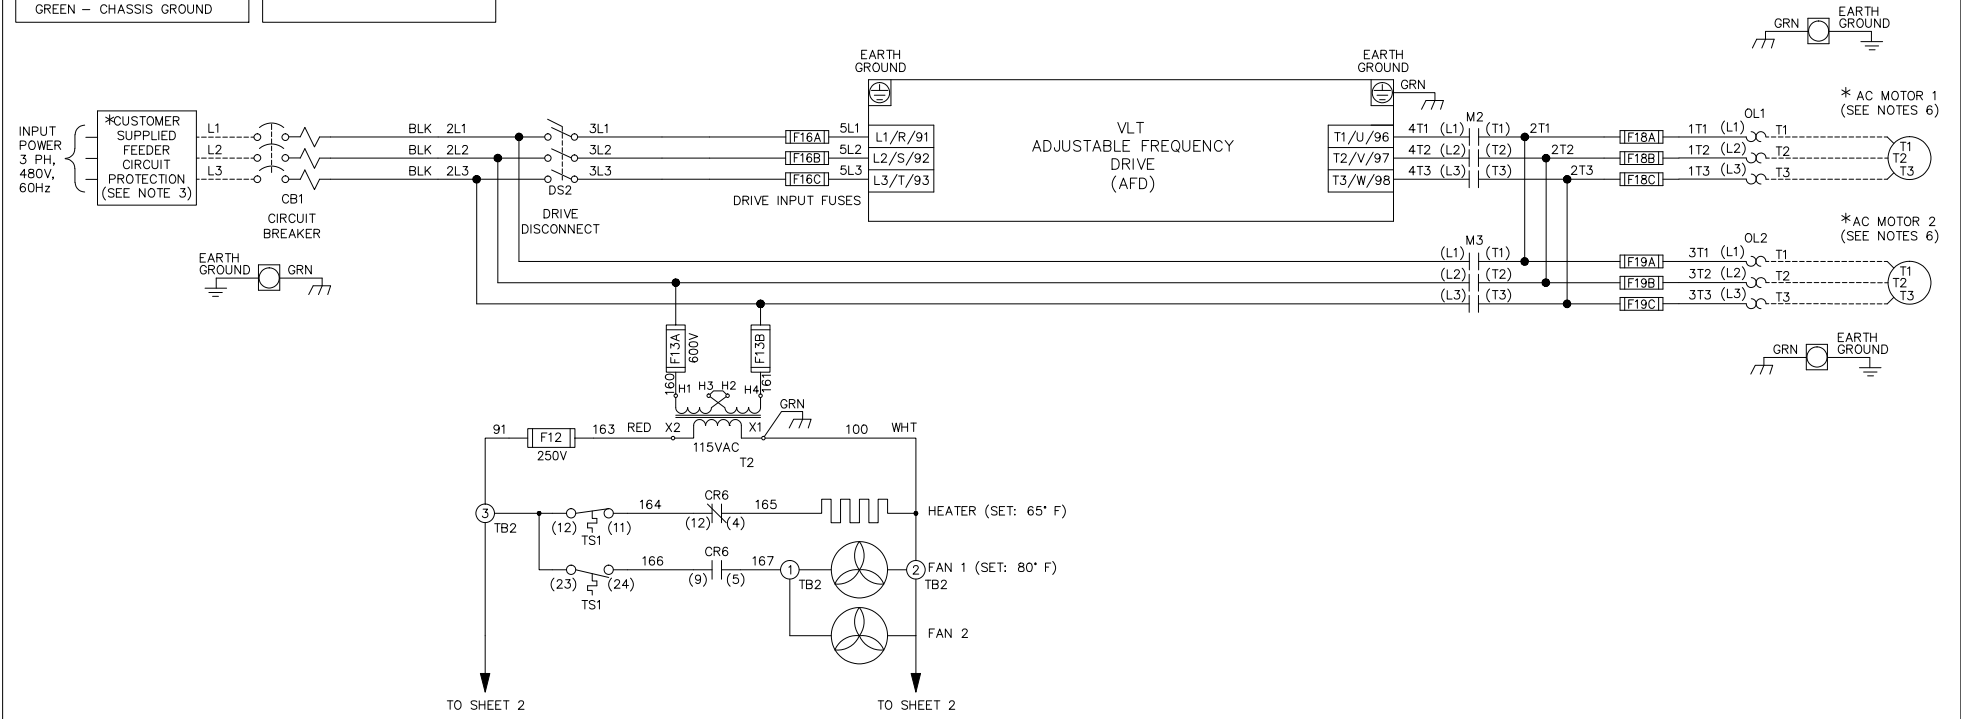 GREEN – CHASSIS GROUND
EARTH
GROUND
GRN
INPUT
POWER
3 PH,
480V,
60Hz
*CUSTOMER
SUPPLIED
FEEDER
CIRCUIT
PROTECTION
(SEE NOTE 3)
L1
L2
L3
CB1
CIRCUIT
BREAKER
BLK 2L1
BLK 2L2
BLK 2L3
DS2
DRIVE
DISCONNECT
3L1
3L2
3L3
F16A
F16B
F16C
5L1
5L2
5L3
DRIVE INPUT FUSES
EARTH
GROUND
L1/R/91
L2/S/92
L3/T/93
VLT
ADJUSTABLE FREQUENCY
DRIVE
(AFD)
EARTH
GROUND
GRN
T1/U/96
T2/V/97
T3/W/98
M2
4T1 (L1) (T1) 2T1
4T2 (L2) (T2) 2T2
4T3 (L3) (T3) 2T3
F18A
F18B
F18C
OL1
1T1 (L1) T1
1T2 (L2) T2
1T3 (L3) T3
* AC MOTOR 1
(SEE NOTES 6)
T1
T2
T3
EARTH
GROUND
GRN
M3
(L1) (T1)
(L2) (T2)
(L3) (T3)
F19A
F19B
F19C
OL2
3T1 (L1) T1
3T2 (L2) T2
3T3 (L3) T3
* AC MOTOR 2
(SEE NOTES 6)
T1
T2
T3
GRN
EARTH
GROUND
F13A
600V
F13B
160
161
H1 H3 H2 H4
GRN
91
F12
250V
163 RED X2
X1 100 WHT
115VAC
T2
3
TB2
(12) (11)
TS1
164
CR6
(12) (4)
165
HEATER (SET: 65° F)
(23) (24)
TS1
166
CR6
(9) (5)
167
1
TB2
2
TB2
FAN 1 (SET: 80° F)
FAN 2
TO SHEET 2
TO SHEET 2